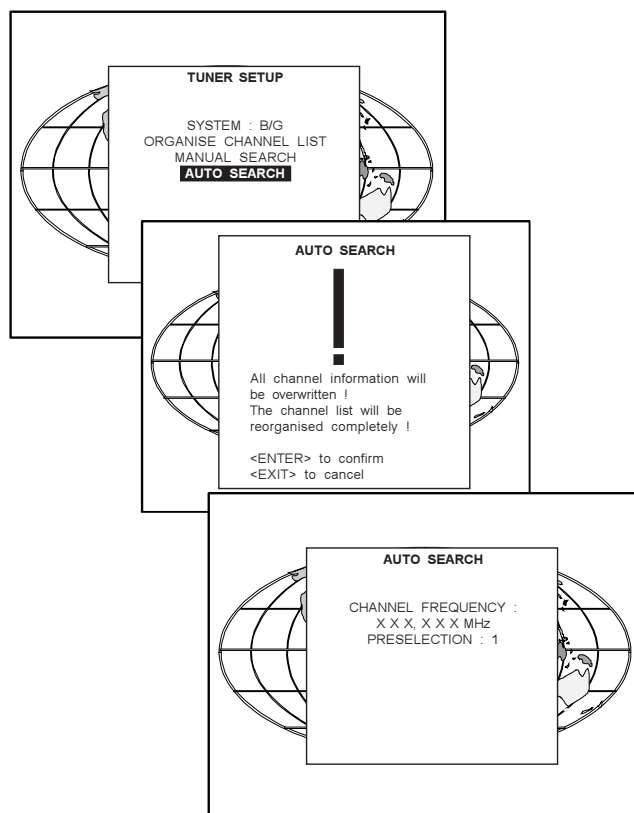 TUNER SETUP
SYSTEM : B/G
ORGANISE CHANNEL LIST
MANUAL SEARCH
AUTO SEARCH
AUTO SEARCH
!
All channel information will
be overwritten !
The channel list will be
reorganised completely !
<ENTER> to confirm
<EXIT> to cancel
AUTO SEARCH
CHANNEL FREQUENCY :
X X X, X X X MHz
PRESELECTION : 1